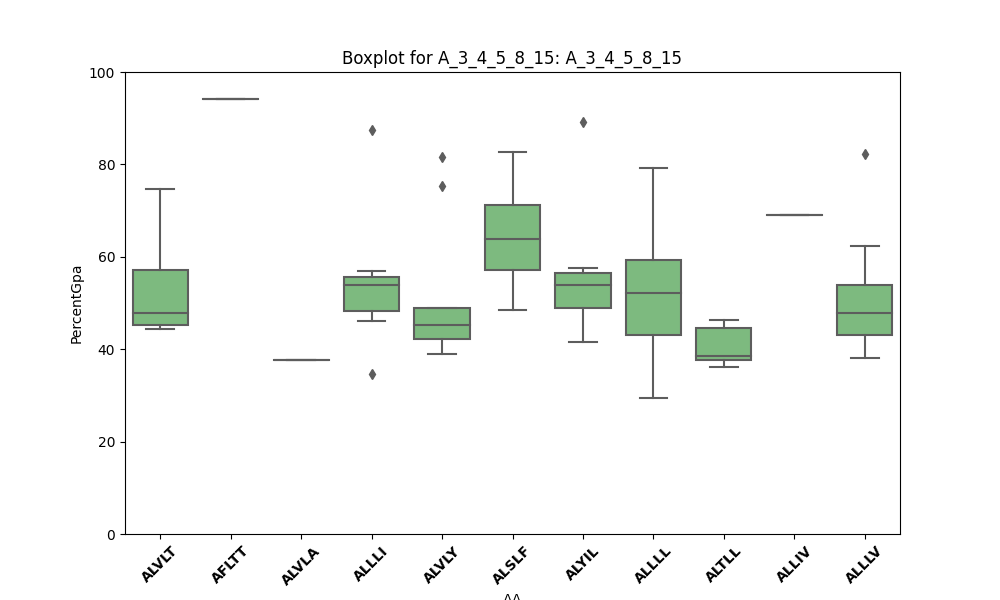 Boxplot for A_3_4_5_8_15: A_3_4_5_8_15
PercentGpa
100
80
60
40
20
0
ALVLT
AFLTT
ALVLA
ALLLI
ALVLY
ALSLF
ALYIL
ALLLL
ALTLL
ALLIV
ALLLV
AA